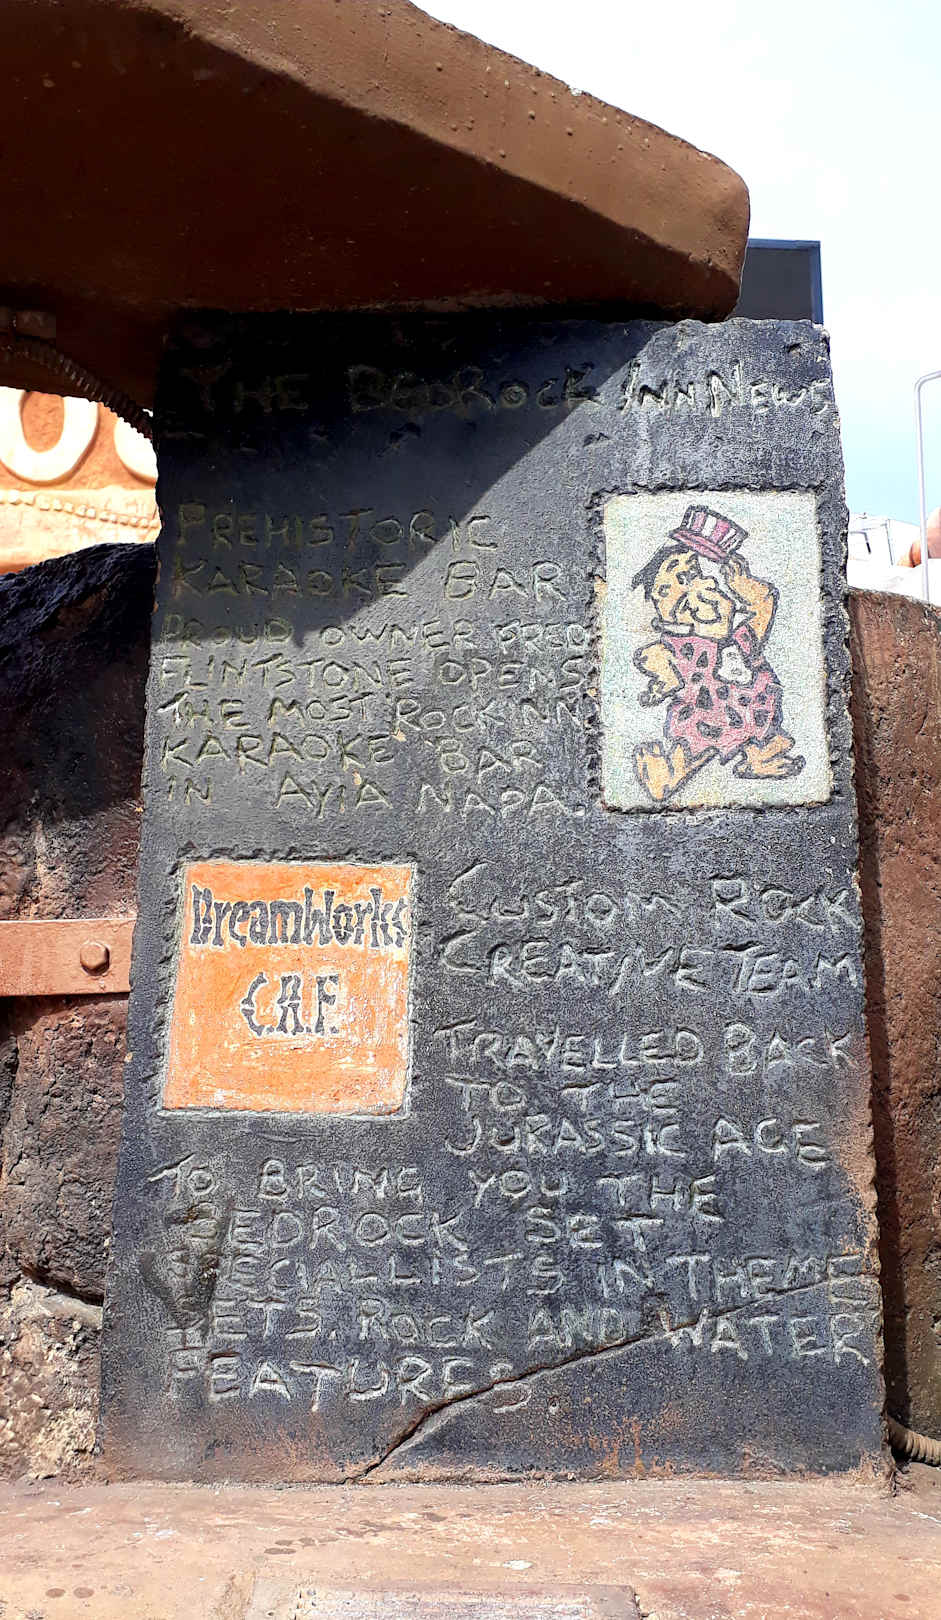 THE BEDROCK INN NEWS
PREHISTORIC
KARAOKE BAR
PROUD OWNER FRED
FLINTSTONE OPENS
THE MOST ROCK'INN
KARAOKE BAR
IN AYIA NAPA.
DreamWorks
C.A.F.
CUSTOM ROCK
CREATIVE TEAM
TRAVELLED BACK
TO THE
JURASSIC AGE
TO BRING YOU THE
BEDROCK SET.
SPECIALLISTS IN THEME
SETS. ROCK AND WATER
FEATURES